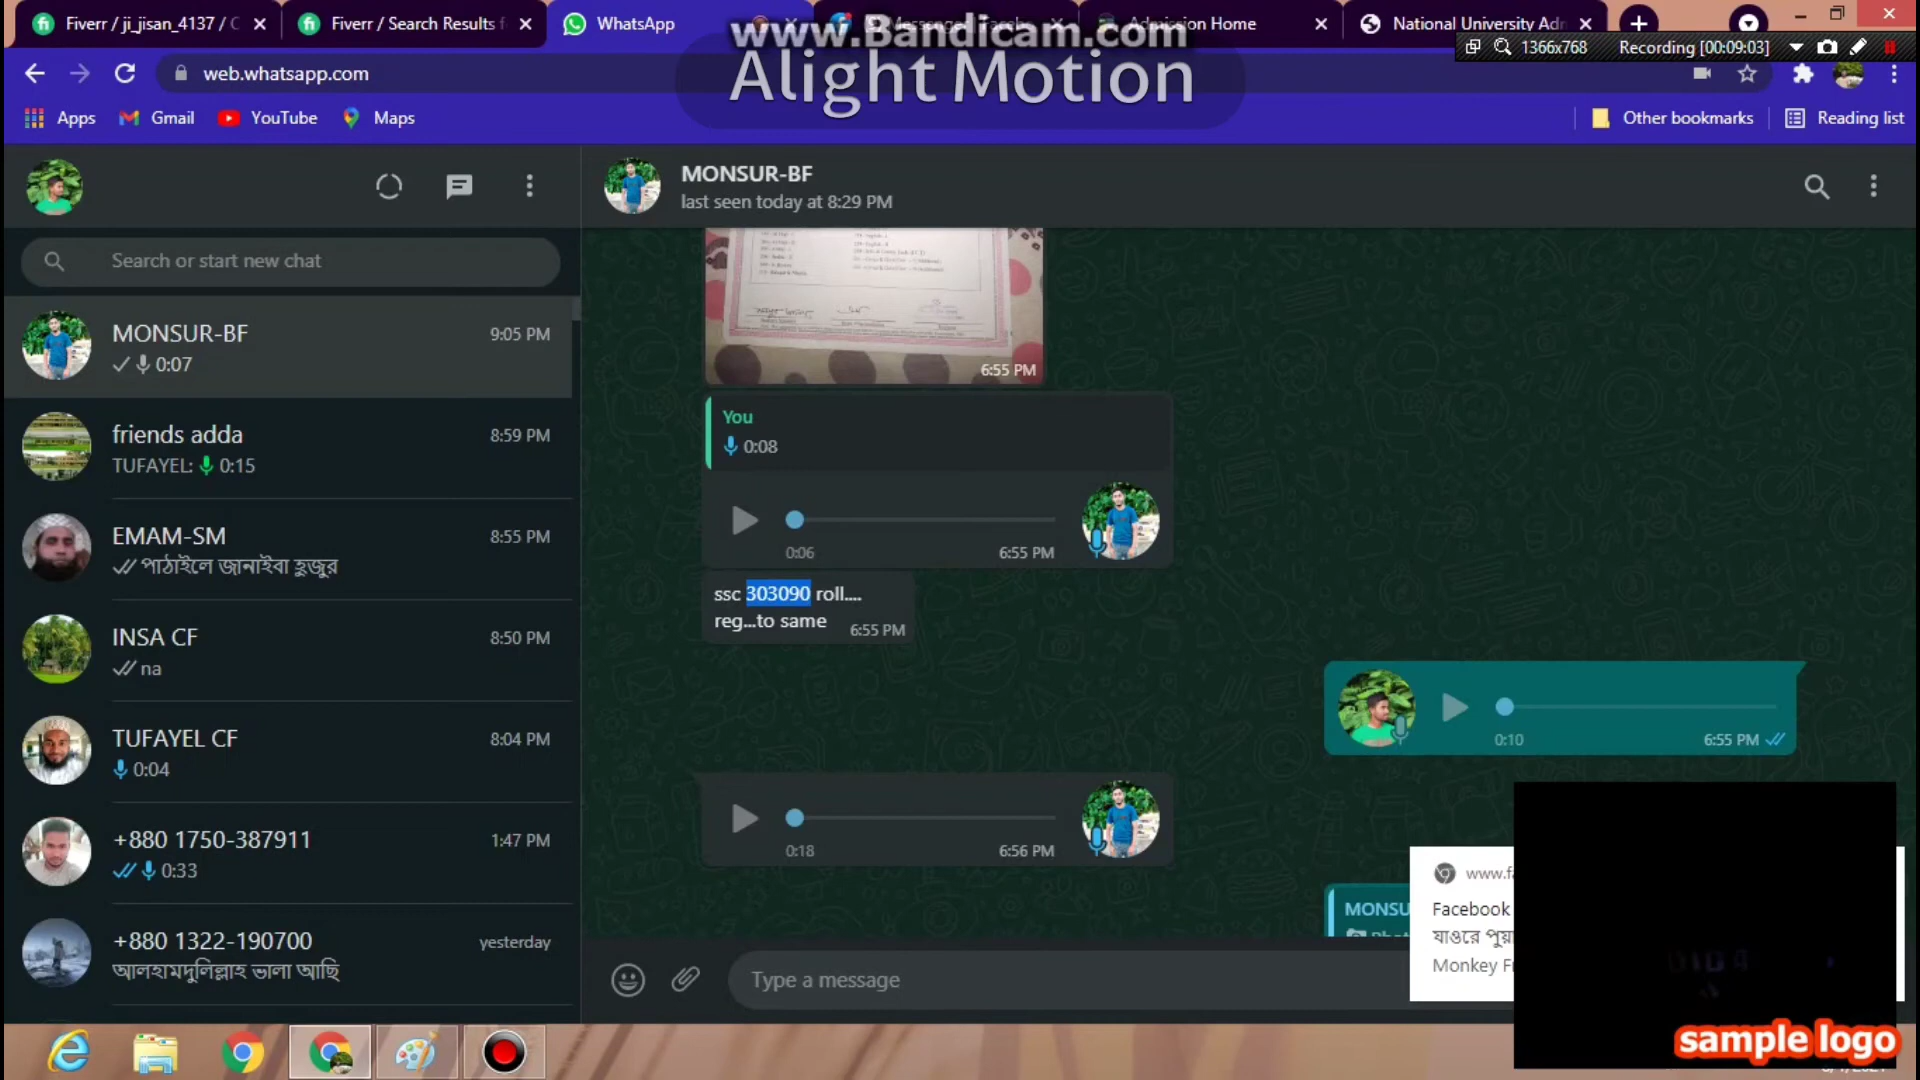 Fiverr / ji_jisan_4137 /
Fiverr / Search Results
WhatsApp
Admission Home
National University Ad
www.Bandicam.com
1366x768
Recording [00:09:03]
web.whatsapp.com
Alight Motion
Apps
Gmail
YouTube
Maps
Other bookmarks
Reading list
MONSUR-BF
last seen today at 8:29 PM
Search or start new chat
MONSUR-BF
9:05 PM
0:07
friends adda
8:59 PM
TUFAYEL: 0:15
EMAM-SM
8:55 PM
পাঠাইলে জানাইবা হুজুর
INSA CF
8:50 PM
na
TUFAYEL CF
8:04 PM
0:04
+880 1750-387911
1:47 PM
0:33
+880 1322-190700
yesterday
আলহামদুলিল্লাহ ভালা আছি
6:55 PM
You
0:08
0:06
6:55 PM
ssc 303090 roll....
reg...to same
6:55 PM
0:10
6:55 PM
0:18
6:56 PM
MONSU
www.f
Facebook
যাওরে
Monkey
Type a message
sample logo